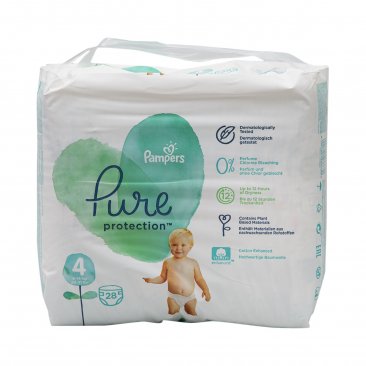 Pampers
Pure
protection™
4
28
Dermatologically
Tested
Dermatologisch
getestet
0%
Perfume
Chlorine Bleaching
Parfüm und
ohne Chlor gebleicht
12
Up to 12 Hours
of Dryness
Bis zu 12 Stunden
Trockenheit
Contains Plant
Based Materials
Enthält Materialien aus
nachwachsenden Rohstoffen
Cotton Enhanced
Hochwertige Baumwolle